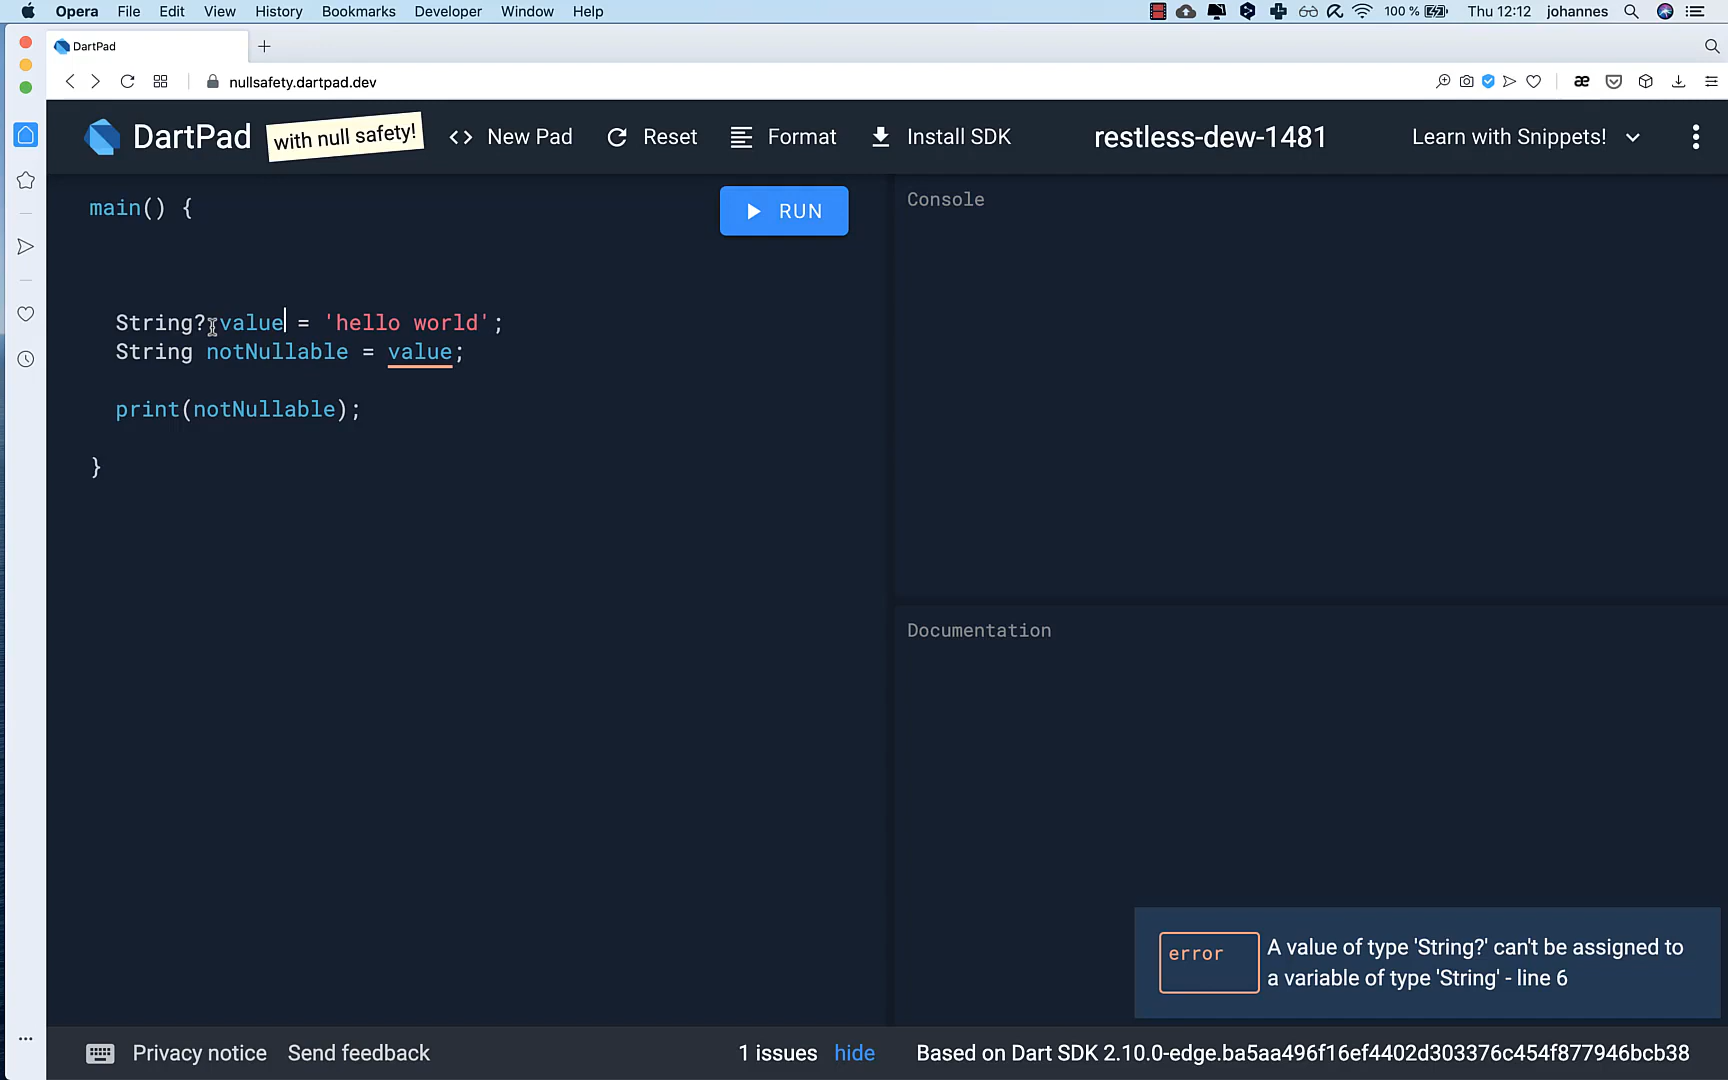 Opera File Edit View History Bookmarks Developer Window Help 100 % Thu 12:12 johannes
DartPad
nullsafety.dartpad.dev
DartPad with null safety! New Pad Reset Format Install SDK restless-dew-1481 Learn with Snippets!
main() {
RUN
Console
String? value = 'hello world';
String notNullable = value;
print(notNullable);
}
Documentation
error
A value of type 'String?' can't be assigned to
a variable of type 'String' - line 6
Privacy notice Send feedback 1 issues hide Based on Dart SDK 2.10.0-edge.ba5aa496f16ef4402d303376c454f877946bcb38